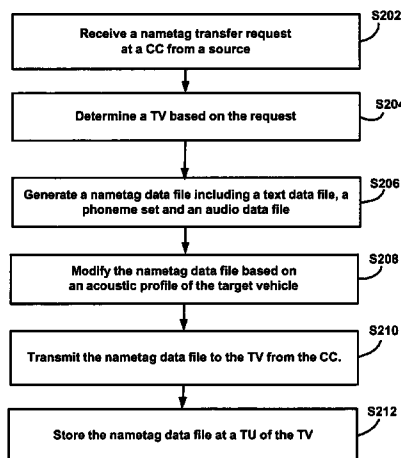 S202
Receive a nametag transfer request
at a CC from a source
S204
Determine a TV based on the request
S206
Generate a nametag data file including a text data file, a
phoneme set and an audio data file
S208
Modify the nametag data file based on
an acoustic profile of the target vehicle
S210
Transmit the nametag data file to the TV from the CC.
S212
Store the nametag data file at a TU of the TV